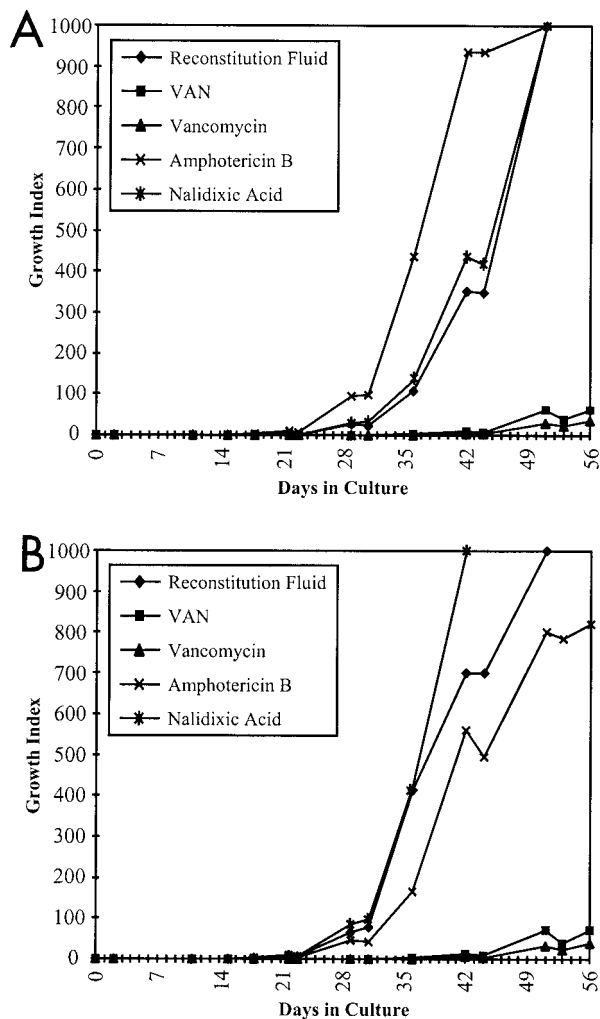 A
1000
900
800
700
600
500
400
300
200
100
0
Growth Index
Reconstitution Fluid
VAN
Vancomycin
Amphotericin B
Nalidixic Acid
0 7 14 21 28 35 42 49 56
Days in Culture
B
1000
900
800
700
600
500
400
300
200
100
0
Growth Index
Reconstitution Fluid
VAN
Vancomycin
Amphotericin B
Nalidixic Acid
0 7 14 21 28 35 42 49 56
Days in Culture